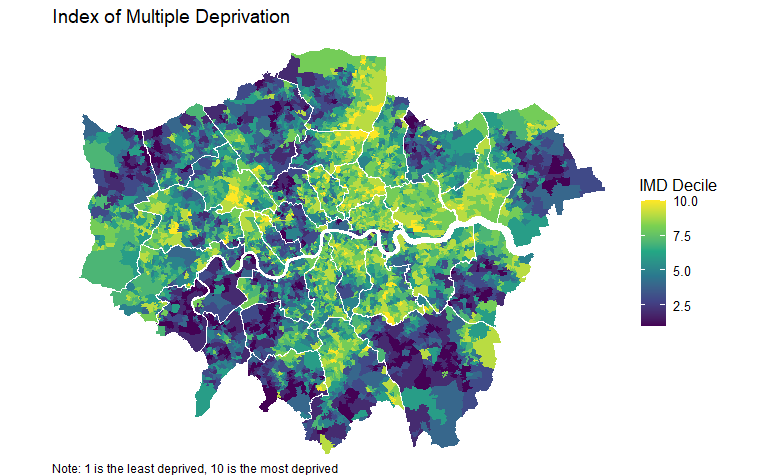 Index of Multiple Deprivation
IMD Decile
10.0
7.5
5.0
2.5
Note: 1 is the least deprived, 10 is the most deprived